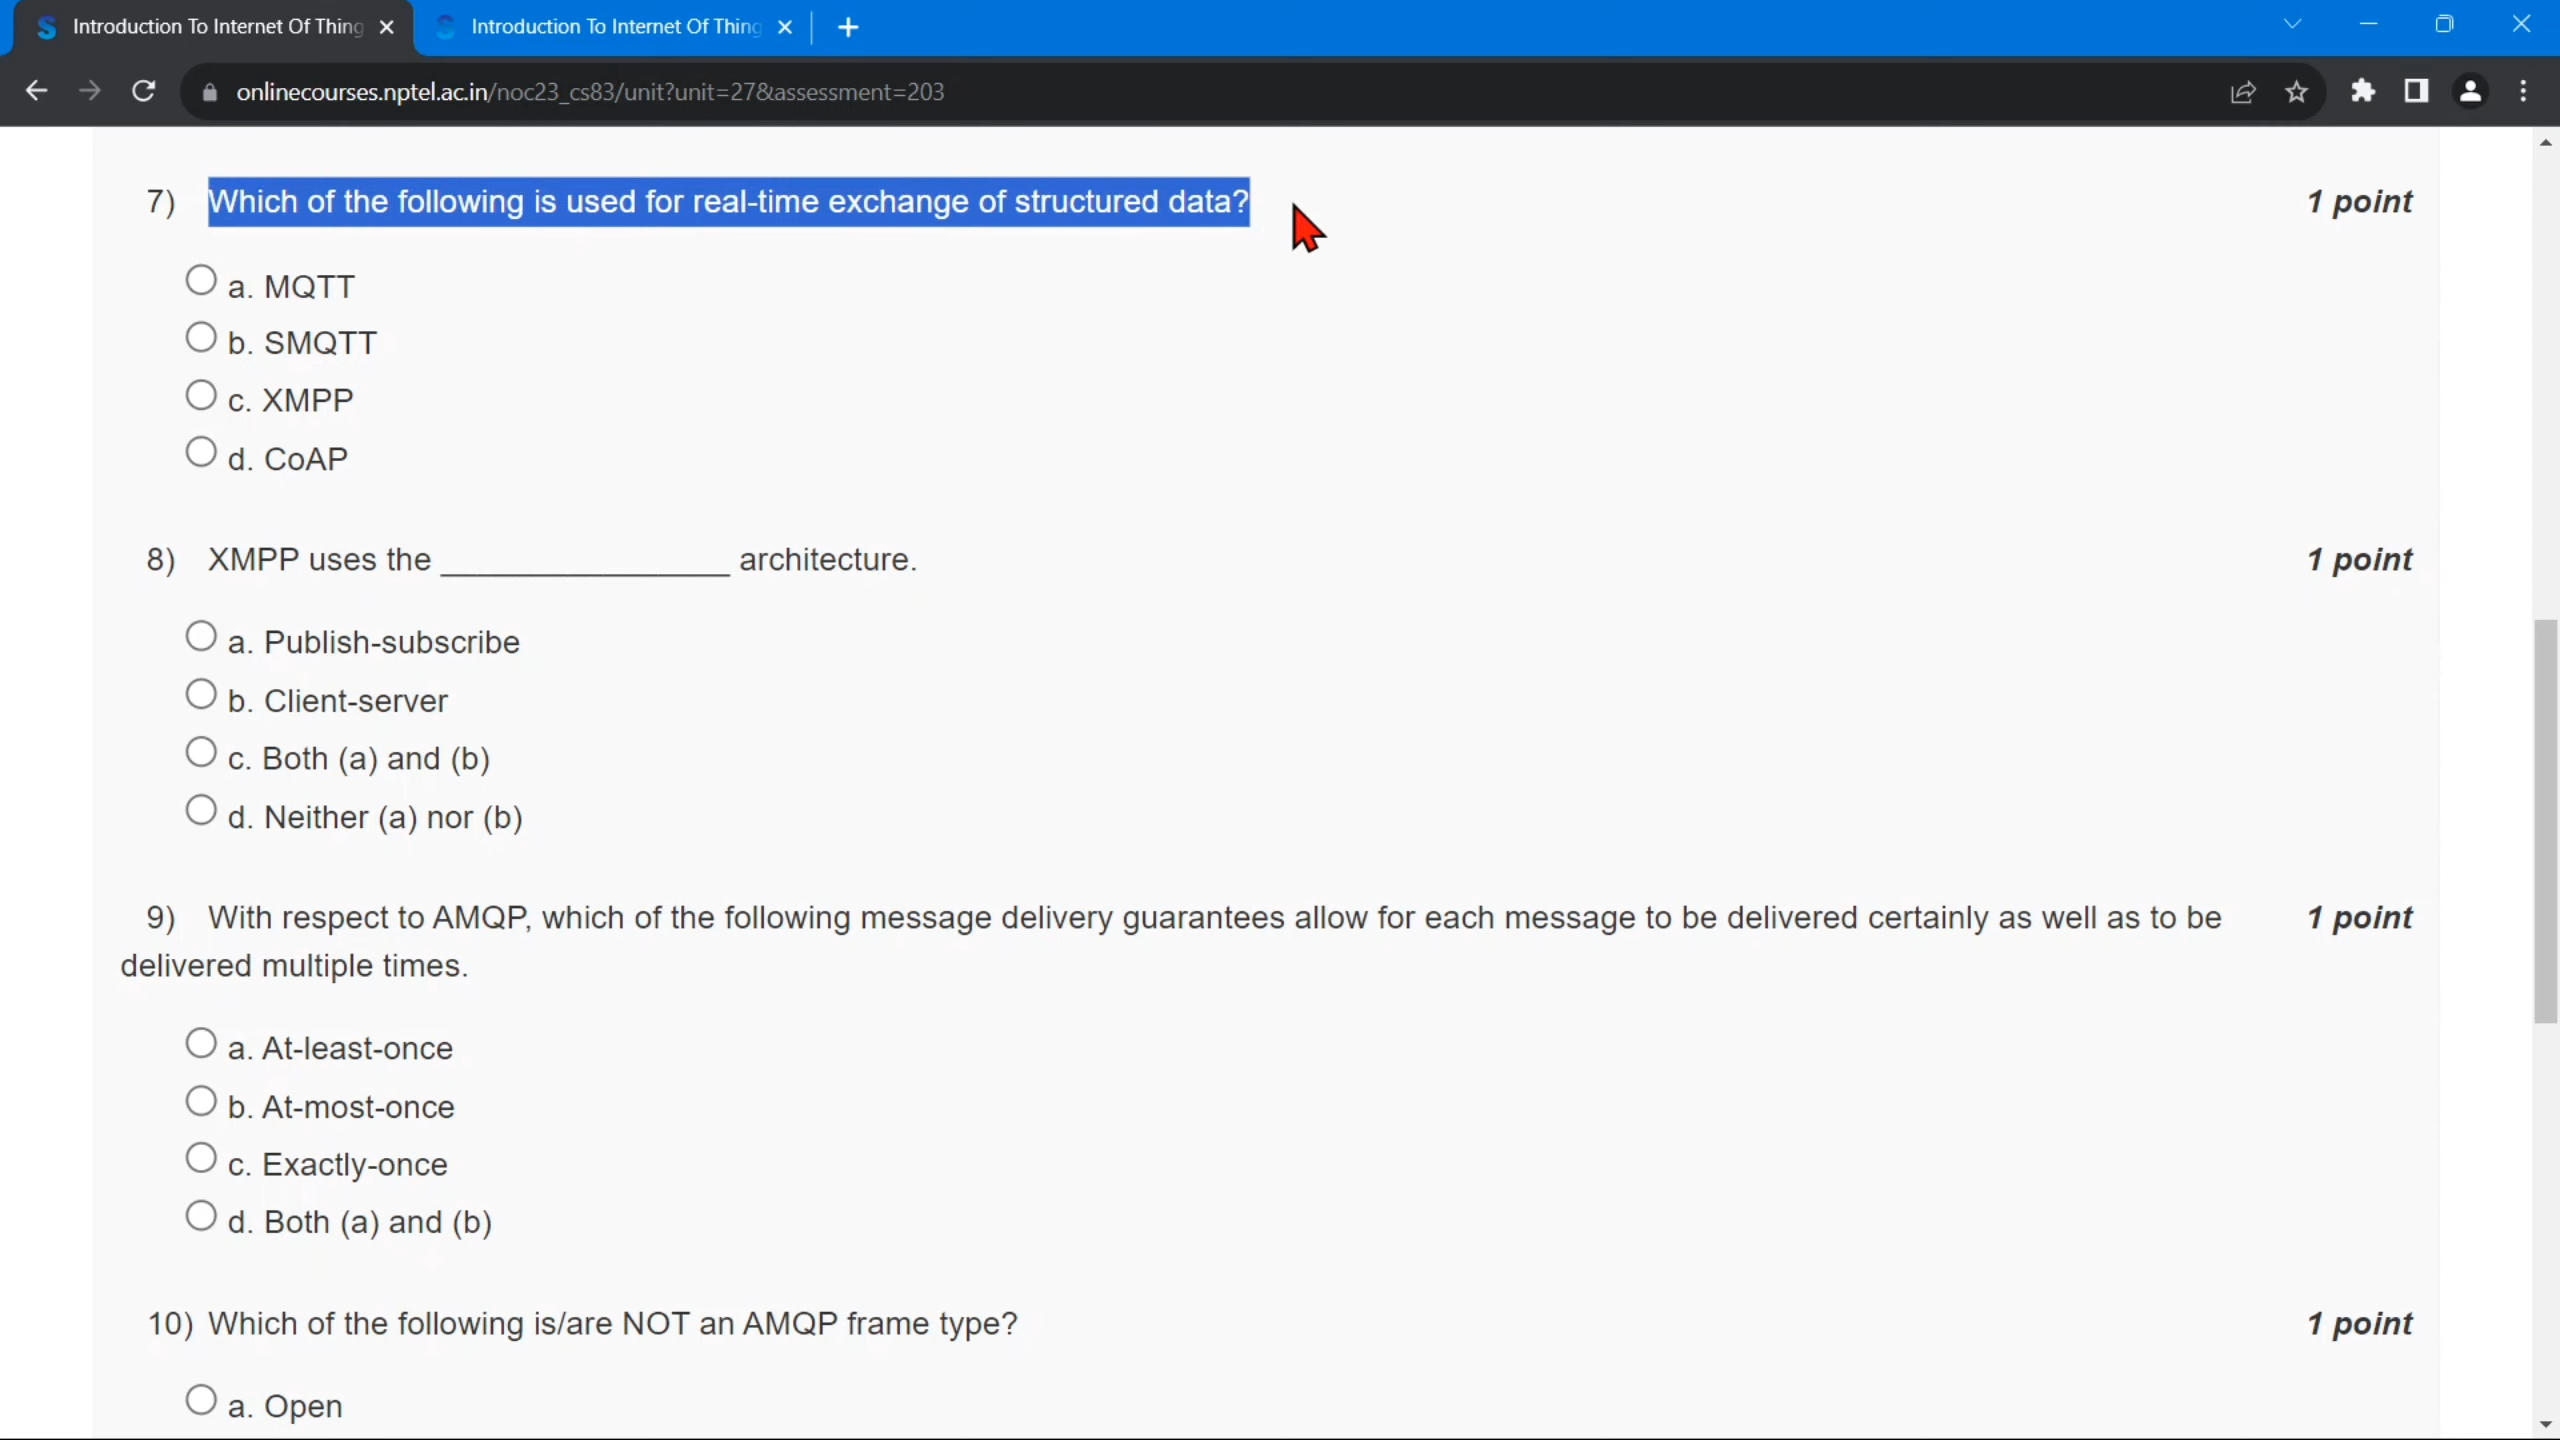 Introduction To Internet Of Thing
Introduction To Internet Of Thing
onlinecourses.nptel.ac.in/noc23_cs83/unit?unit=27&assessment=203
7) Which of the following is used for real-time exchange of structured data? 1 point
a. MQTT
b. SMQTT
c. XMPP
d. CoAP
8) XMPP uses the ________________ architecture. 1 point
a. Publish-subscribe
b. Client-server
c. Both (a) and (b)
d. Neither (a) nor (b)
9) With respect to AMQP, which of the following message delivery guarantees allow for each message to be delivered certainly as well as to be 1 point
delivered multiple times.
a. At-least-once
b. At-most-once
c. Exactly-once
d. Both (a) and (b)
10) Which of the following is/are NOT an AMQP frame type? 1 point
a. Open